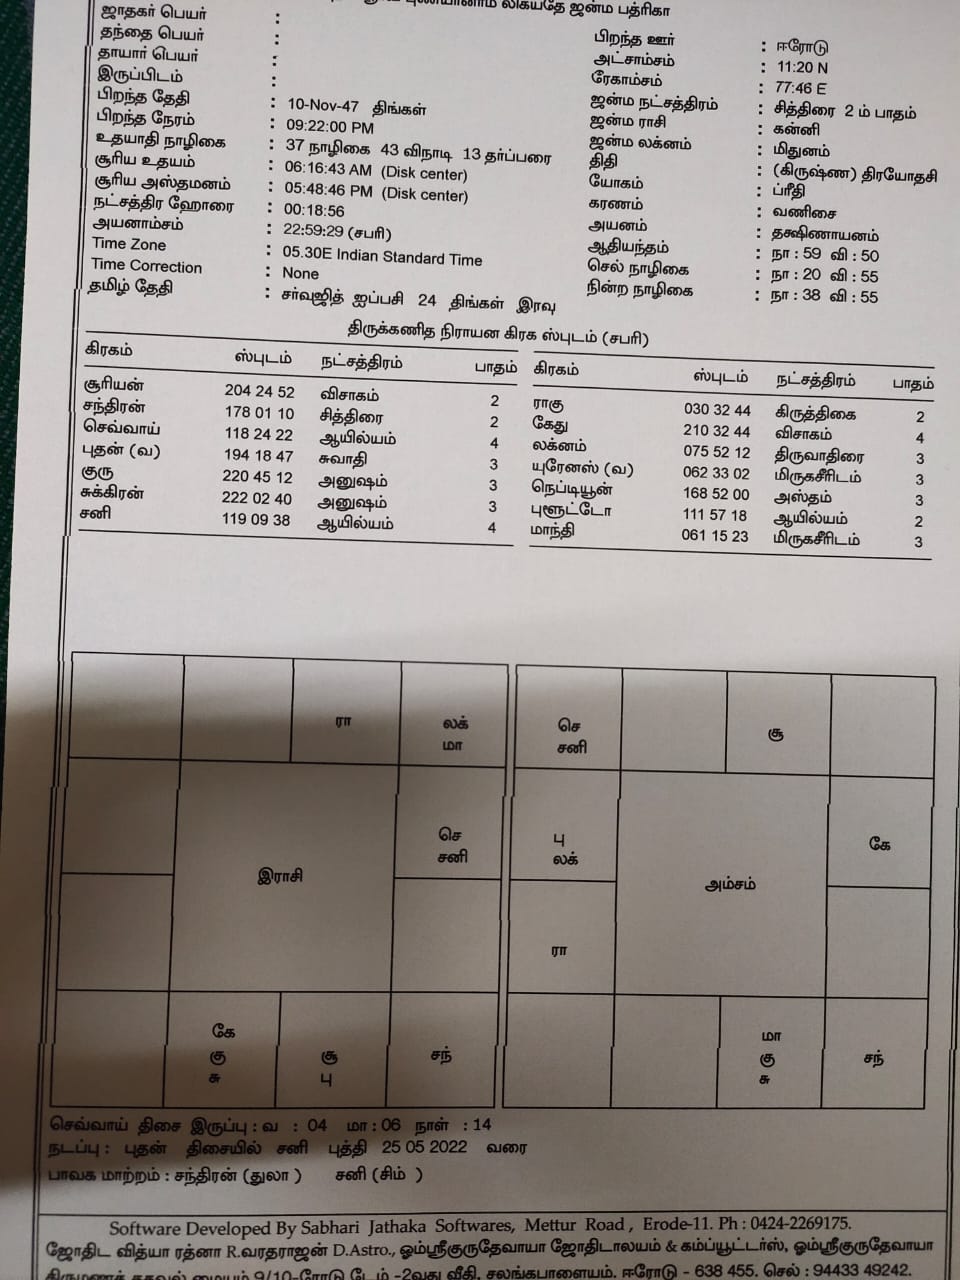 லிகயதே ஜன்ம பத்ரிகா
ஜாதகர் பெயர் :
தந்தை பெயர் :
தாயார் பெயர் :
இருப்பிடம் :
பிறந்த தேதி : 10-Nov-47 திங்கள்
பிறந்த நேரம் : 09:22:00 PM
உதயாதி நாழிகை : 37 நாழிகை 43 விநாடி 13 தர்ப்பரை
சூரிய உதயம் : 06:16:43 AM (Disk center)
சூரிய அஸ்தமனம் : 05:48:46 PM (Disk center)
நட்சத்திர ஹோரை : 00:18:56
அயனாம்சம் : 22:59:29 (சபரி)
Time Zone : 05.30E Indian Standard Time
Time Correction : None
தமிழ் தேதி : சர்வஜித் ஐப்பசி 24 திங்கள் இரவு
பிறந்த ஊர் : ஈரோடு
அட்சாம்சம் : 11:20 N
ரேகாம்சம் : 77:46 E
ஜன்ம நட்சத்திரம் : சித்திரை 2 ம் பாதம்
ஜன்ம ராசி : கன்னி
ஜன்ம லக்னம் : மிதுனம்
திதி : (கிருஷ்ண) திரயோதசி
யோகம் : ப்ரீதி
கரணம் : வணிசை
அயனம் : தக்ஷிணாயனம்
ஆதியந்தம் : நா : 59 வி : 50
செல் நாழிகை : நா : 20 வி : 55
நின்ற நாழிகை : நா : 38 வி : 55
திருக்கணித நிராயன கிரக ஸ்புடம் (சபரி)
கிரகம் ஸ்புடம் நட்சத்திரம் பாதம்
சூரியன் 204 24 52 விசாகம் 2
சந்திரன் 178 01 10 சித்திரை 2
செவ்வாய் 118 24 22 ஆயில்யம் 4
புதன் (வ) 194 18 47 சுவாதி 3
குரு 220 45 12 அனுஷம் 3
சுக்கிரன் 222 02 40 அனுஷம் 3
சனி 119 09 38 ஆயில்யம் 4
கிரகம் ஸ்புடம் நட்சத்திரம் பாதம்
ராகு 030 32 44 கிருத்திகை 2
கேது 210 32 44 விசாகம் 4
லக்னம் 075 52 12 திருவாதிரை 3
யுரேனஸ் (வ) 062 33 02 மிருகசீரிடம் 3
நெப்டியூன் 168 52 00 அஸ்தம் 3
புளூட்டோ 111 57 18 ஆயில்யம் 2
மாந்தி 061 15 23 மிருகசீரிடம் 3
ரா
லக்
மா
செ
சனி
இராசி
கே
கு
சு
சூ
பு
சந்
செ
சனி
சூ
பு
லக்
கே
அம்சம்
ரா
மா
கு
சு
சந்
செவ்வாய் திசை இருப்பு : வ : 04 மா : 06 நாள் : 14
நடப்பு : புதன் திசையில் சனி புத்தி 25 05 2022 வரை
பாவக மாற்றம் : சந்திரன் (துலா ) சனி (சிம் )
Software Developed By Sabhari Jathaka Softwares, Mettur Road , Erode-11. Ph : 0424-2269175.
ஜோதிட வித்யா ரத்னா R.வரதராஜன் D.Astro., ஓம்ஸ்ரீகுருதேவாயா ஜோதிடாலயம் & கம்ப்யூட்டர்ஸ், ஓம்ஸ்ரீகுருதேவாயா
திருமணத் தகவல் மையம் 9/10-ரோடு டேம் -2வது வீதி, சலங்கபாளையம், ஈரோடு - 638 455. செல் : 94433 49242.